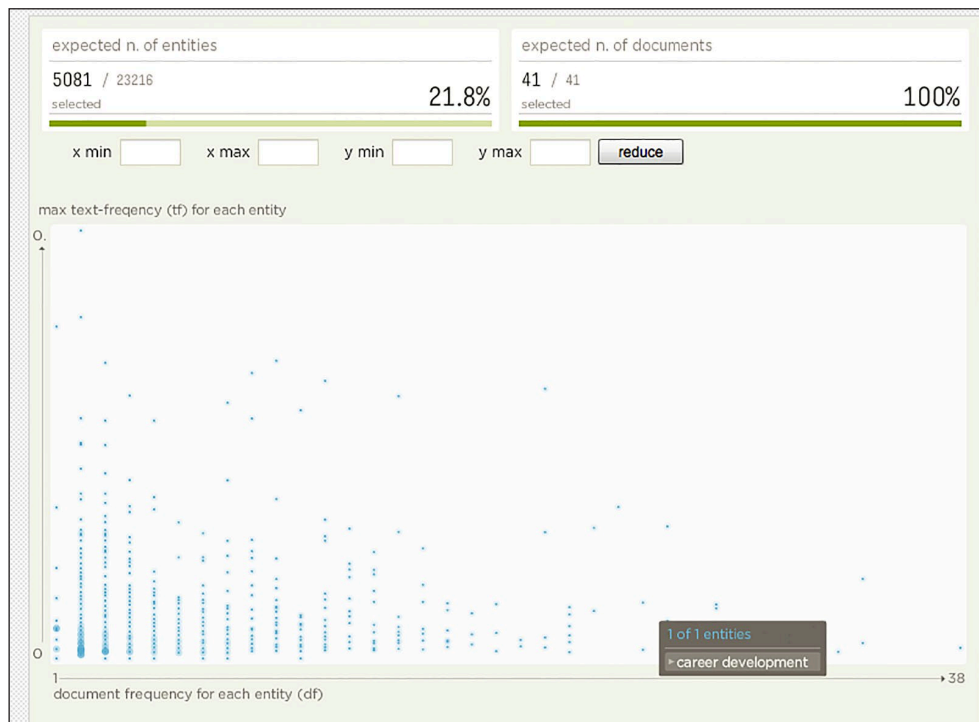 expected n. of entities
5081 / 23216
selected
21.8%
expected n. of documents
41 / 41
selected
100%
x min
x max
y min
y max
reduce
max text-freqency (tf) for each entity
0.
0
1 of 1 entities
career development
1
38
document frequency for each entity (df)